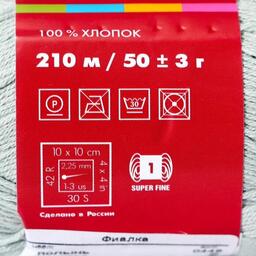 100 % ХЛОПОК
210 м / 50 ± 3 г
P
30
10 x 10 cm
42 R
2,25 mm
1-3 us
4 x 4 in
30 S
1
SUPER FINE
Сделано в России
Фиалка